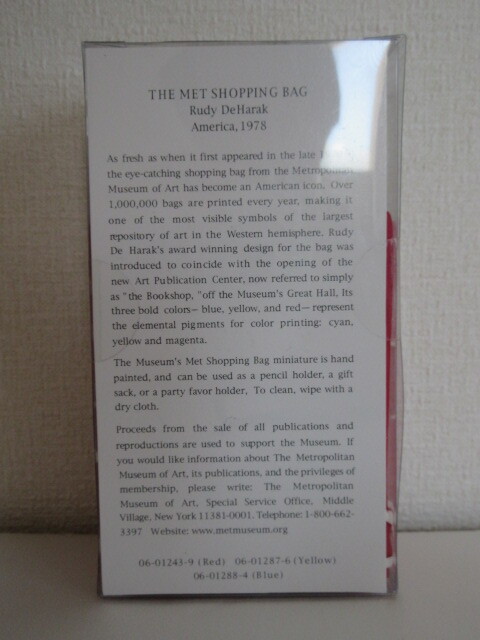 THE MET SHOPPING BAG
Rudy DeHarak
America, 1978
As fresh as when it first appeared in the late
the eye-catching shopping bag from the Metropolitan
Museum of Art has become an American icon. Over
1,000,000 bags are printed every year, making it
one of the most visible symbols of the largest
repository of art in the Western hemisphere. Rudy
De Harak's award winning design for the bag was
introduced to coincide with the opening of the
new Art Publication Center, now referred to simply
as "the Bookshop, "off the Museum's Great Hall. Its
three bold colors— blue, yellow, and red— represent
the elemental pigments for color printing: cyan,
yellow and magenta.
The Museum's Met Shopping Bag miniature is hand
painted, and can be used as a pencil holder, a gift
sack, or a party favor holder. To clean, wipe with a
dry cloth.
Proceeds from the sale of all publications and
reproductions are used to support the Museum. If
you would like information about The Metropolitan
Museum of Art, its publications, and the privileges of
membership, please write: The Metropolitan
Museum of Art, Special Service Office, Middle
Village, New York 11381-0001. Telephone: 1-800-662-
3397 Website: www.metmuseum.org
06-01243-9 (Red) 06-01287-6 (Yellow)
06-01288-4 (Blue)